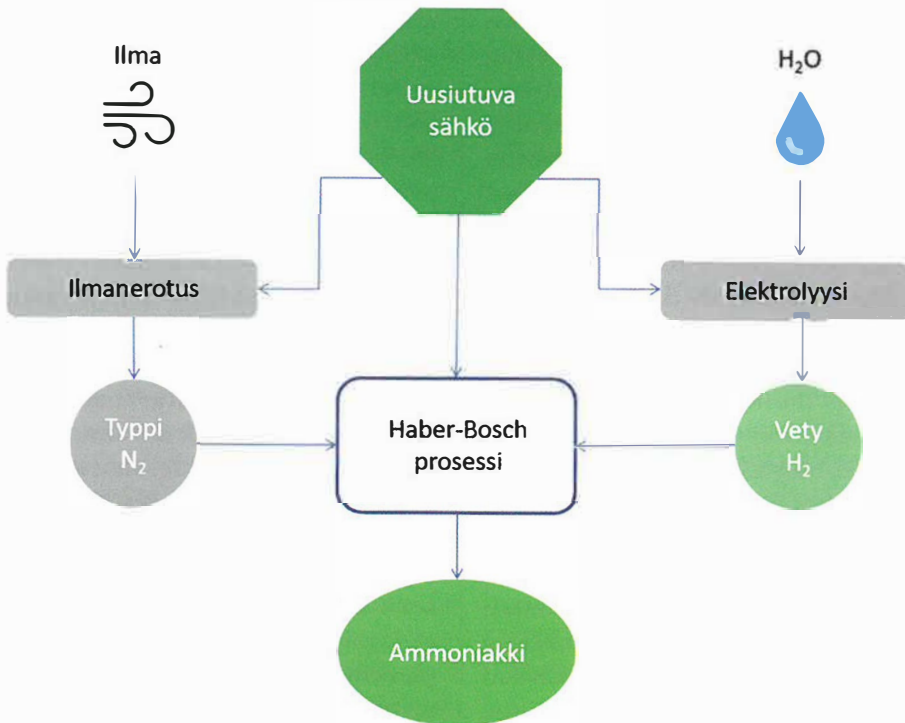 Ilma
Uusiutuva
sähkö
H₂O
Ilmanerotus
Elektrolyysi
Typpi
N₂
Haber-Bosch
prosessi
Vety
H₂
Ammoniakki